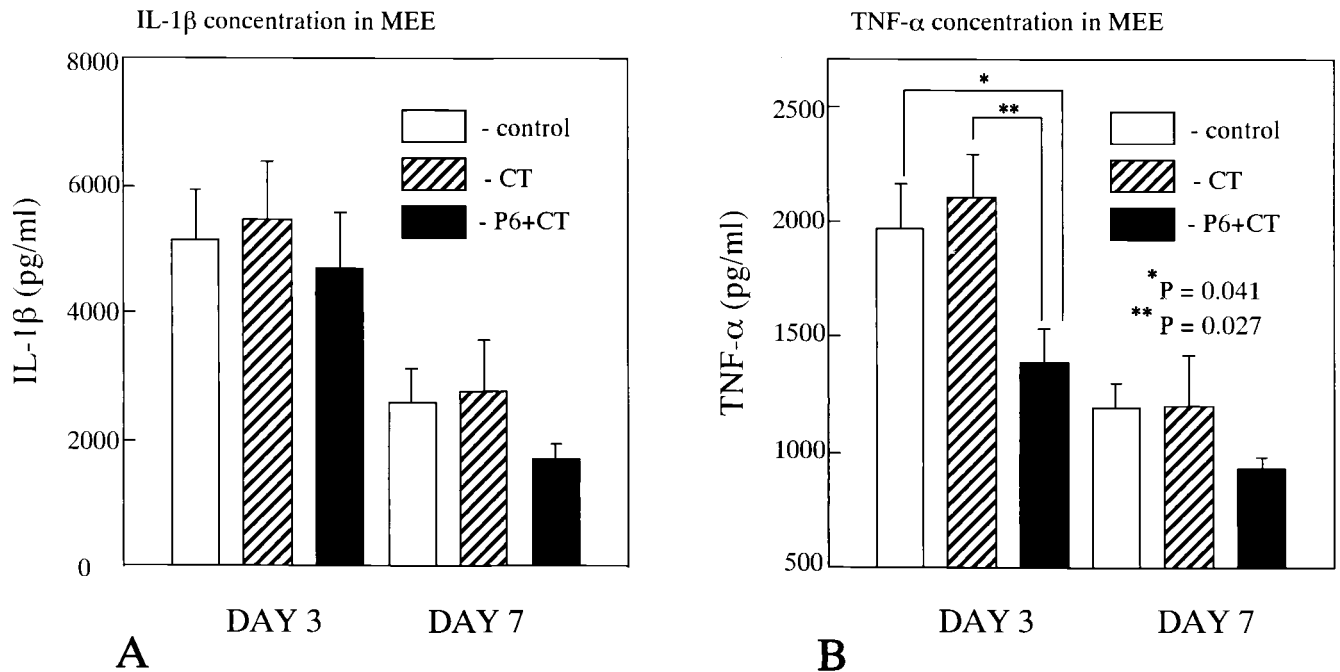 IL-1β concentration in MEE
IL-1β (pg/ml)
8000
6000
4000
2000
0
- control
- CT
- P6+CT
DAY 3 DAY 7
A
TNF-α concentration in MEE
TNF-α (pg/ml)
2500
2000
1500
1000
500
*
**
- control
- CT
- P6+CT
* P = 0.041
** P = 0.027
DAY 3 DAY 7
B